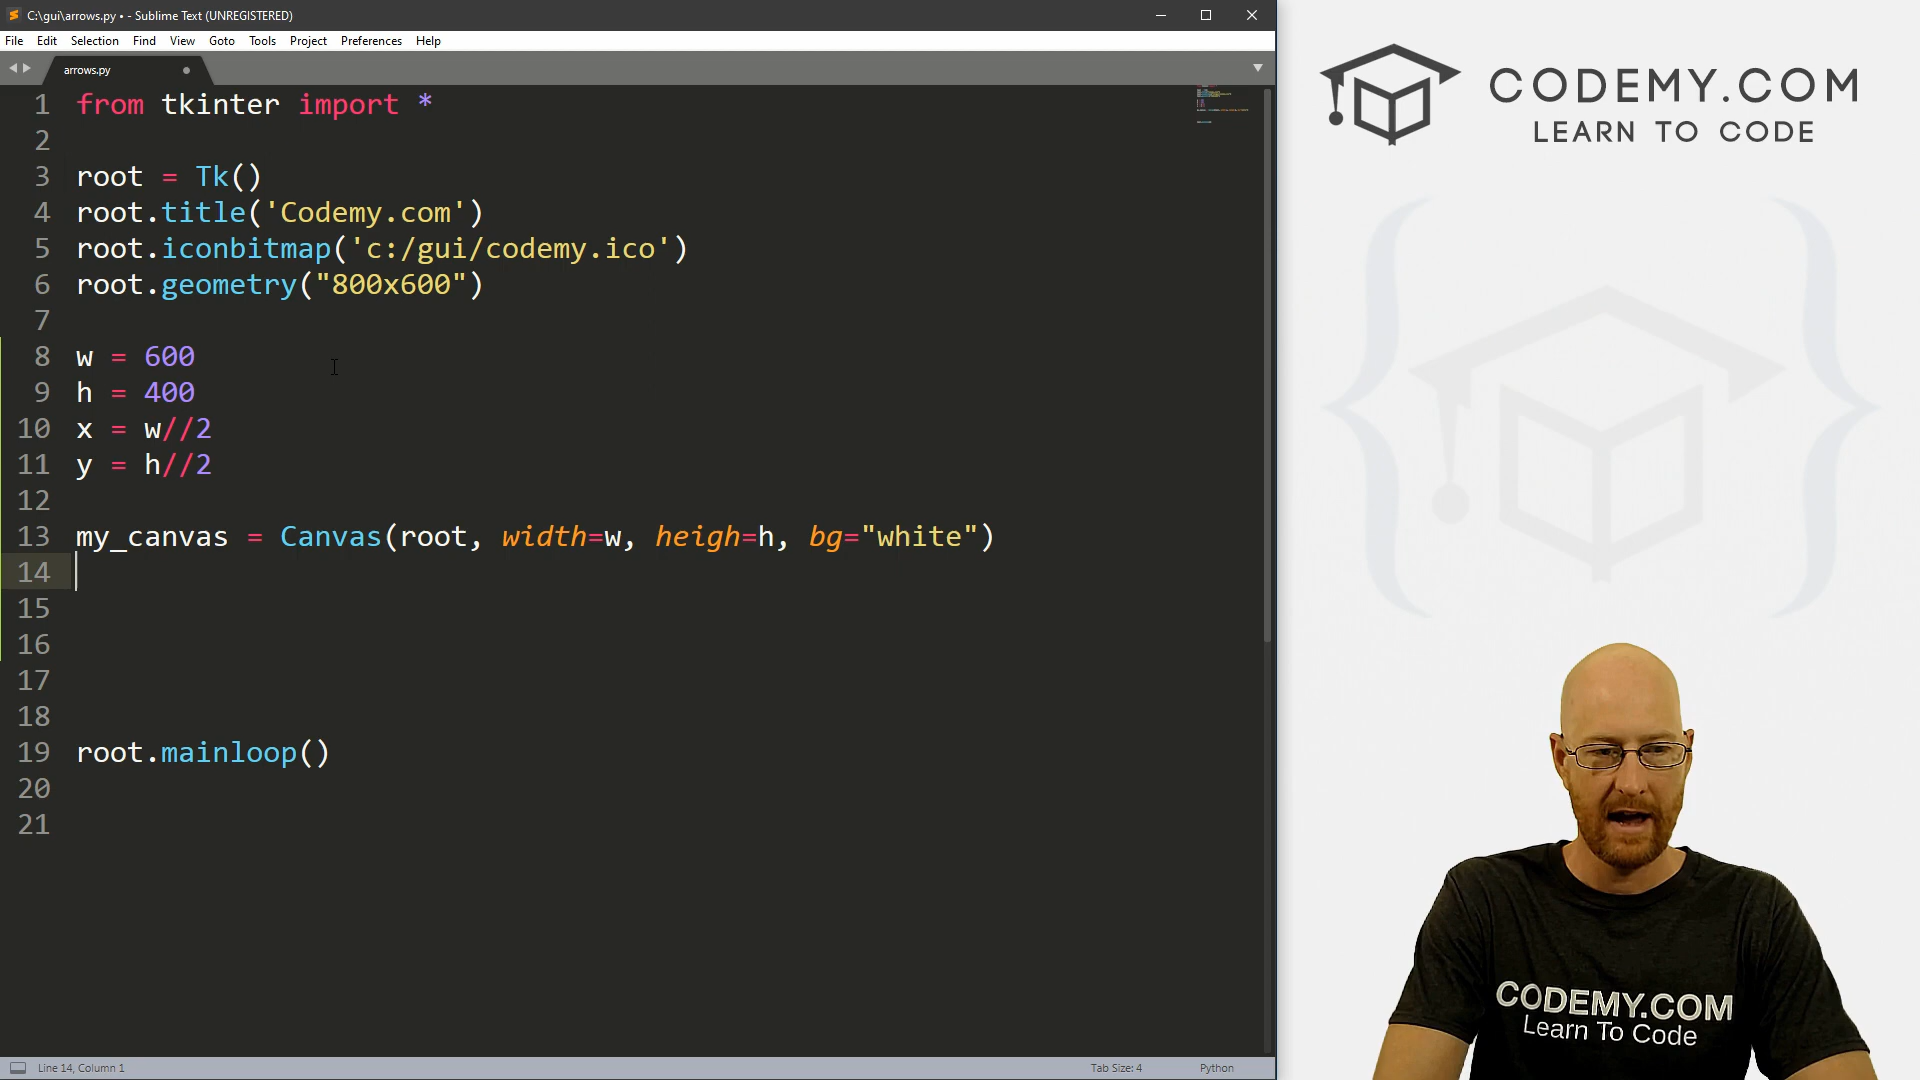 C:\gui\arrows.py • - Sublime Text (UNREGISTERED)
File Edit Selection Find View Goto Tools Project Preferences Help
arrows.py
1 from tkinter import *
2
3 root = Tk()
4 root.title('Codemy.com')
5 root.iconbitmap('c:/gui/codemy.ico')
6 root.geometry("800x600")
7
8 w = 600
9 h = 400
10 x = w//2
11 y = h//2
12
13 my_canvas = Canvas(root, width=w, heigh=h, bg="white")
14
15
16
17
18
19 root.mainloop()
20
21
Line 14, Column 1
Tab Size: 4
Python
CODEMY.COM
LEARN TO CODE
CODEMY.COM
Learn To Code